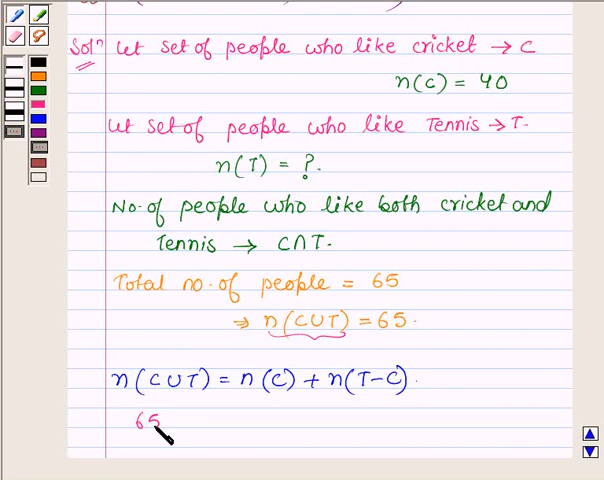 Solⁿ Let set of people who like cricket → C
n(C) = 40
Let set of people who like Tennis → T.
n(T) = ?.
No. of people who like both cricket and
Tennis → C∩T.
Total no. of people = 65
⇒ n(C∪T) = 65.
n(C∪T) = n(C) + n(T-C).
65